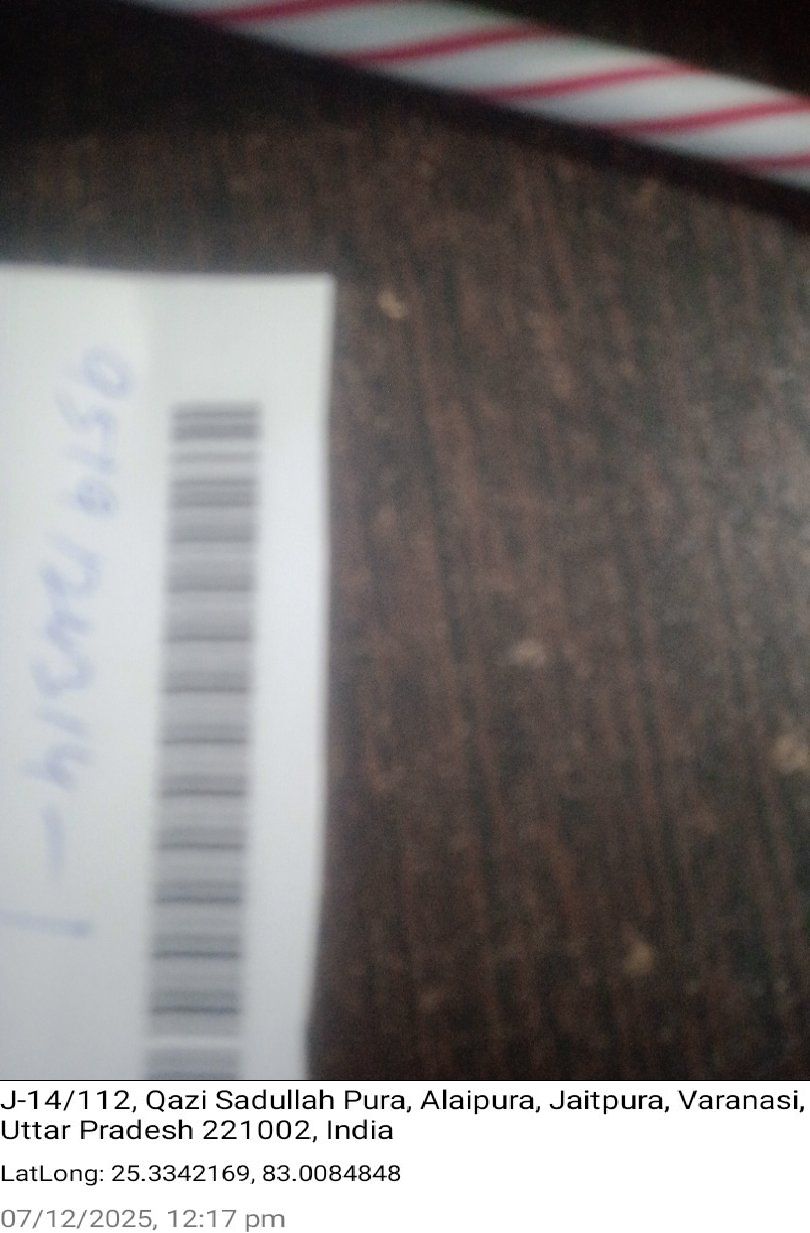 J-14/112, Qazi Sadullah Pura, Alaipura, Jaitpura, Varanasi,
Uttar Pradesh 221002, India
LatLong: 25.3342169, 83.0084848
07/12/2025, 12:17 pm